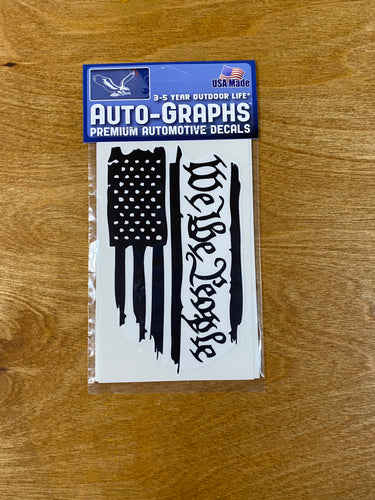 USA Made
3-5 YEAR OUTDOOR LIFE*
AUTO-GRAPHS
PREMIUM AUTOMOTIVE DECALS
We the People